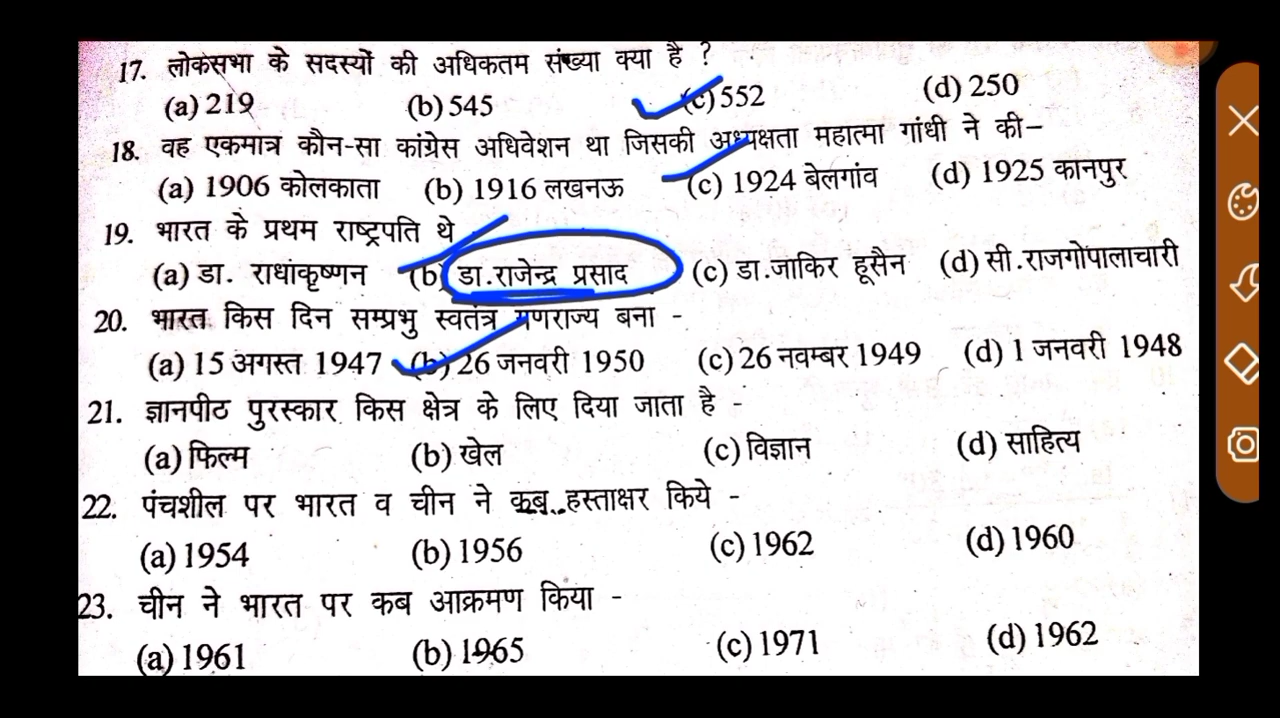 17. लोकसभा के सदस्यों की अधिकतम संख्या क्या है ?
(a) 219 (b) 545 (c) 552 (d) 250
18. वह एकमात्र कौन-सा कांग्रेस अधिवेशन था जिसकी अध्यक्षता महात्मा गांधी ने की–
(a) 1906 कोलकाता (b) 1916 लखनऊ (c) 1924 बेलगांव (d) 1925 कानपुर
19. भारत के प्रथम राष्ट्रपति थे
(a) डा. राधांकृष्णन (b) डा.राजेन्द्र प्रसाद (c) डा.जाकिर हूसैन (d) सी.राजगोपालाचारी
20. भारत किस दिन सम्प्रभु स्वतंत्र गणराज्य बना -
(a) 15 अगस्त 1947 (b) 26 जनवरी 1950 (c) 26 नवम्बर 1949 (d) 1 जनवरी 1948
21. ज्ञानपीठ पुरस्कार किस क्षेत्र के लिए दिया जाता है -
(a) फिल्म (b) खेल (c) विज्ञान (d) साहित्य
22. पंचशील पर भारत व चीन ने कब हस्ताक्षर किये -
(a) 1954 (b) 1956 (c) 1962 (d) 1960
23. चीन ने भारत पर कब आक्रमण किया -
(a) 1961 (b) 1965 (c) 1971 (d) 1962